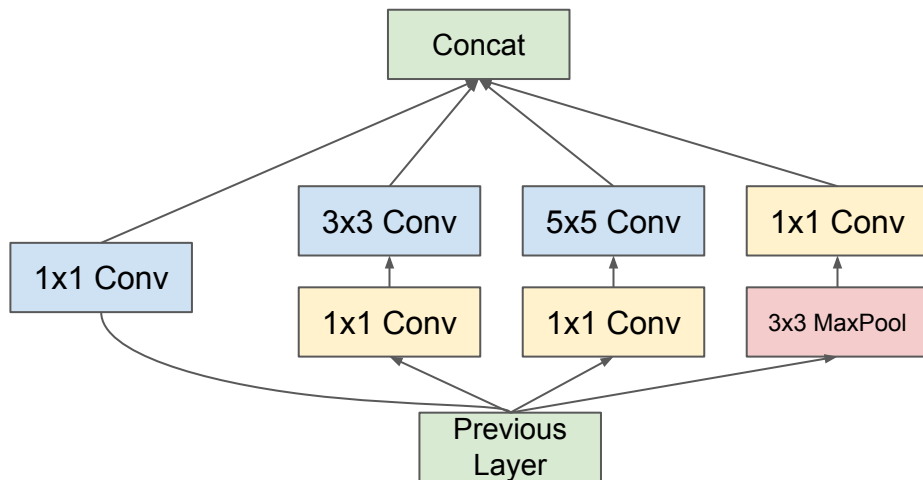 Concat
3x3 Conv
5x5 Conv
1x1 Conv
1x1 Conv
1x1 Conv
1x1 Conv
3x3 MaxPool
Previous
Layer